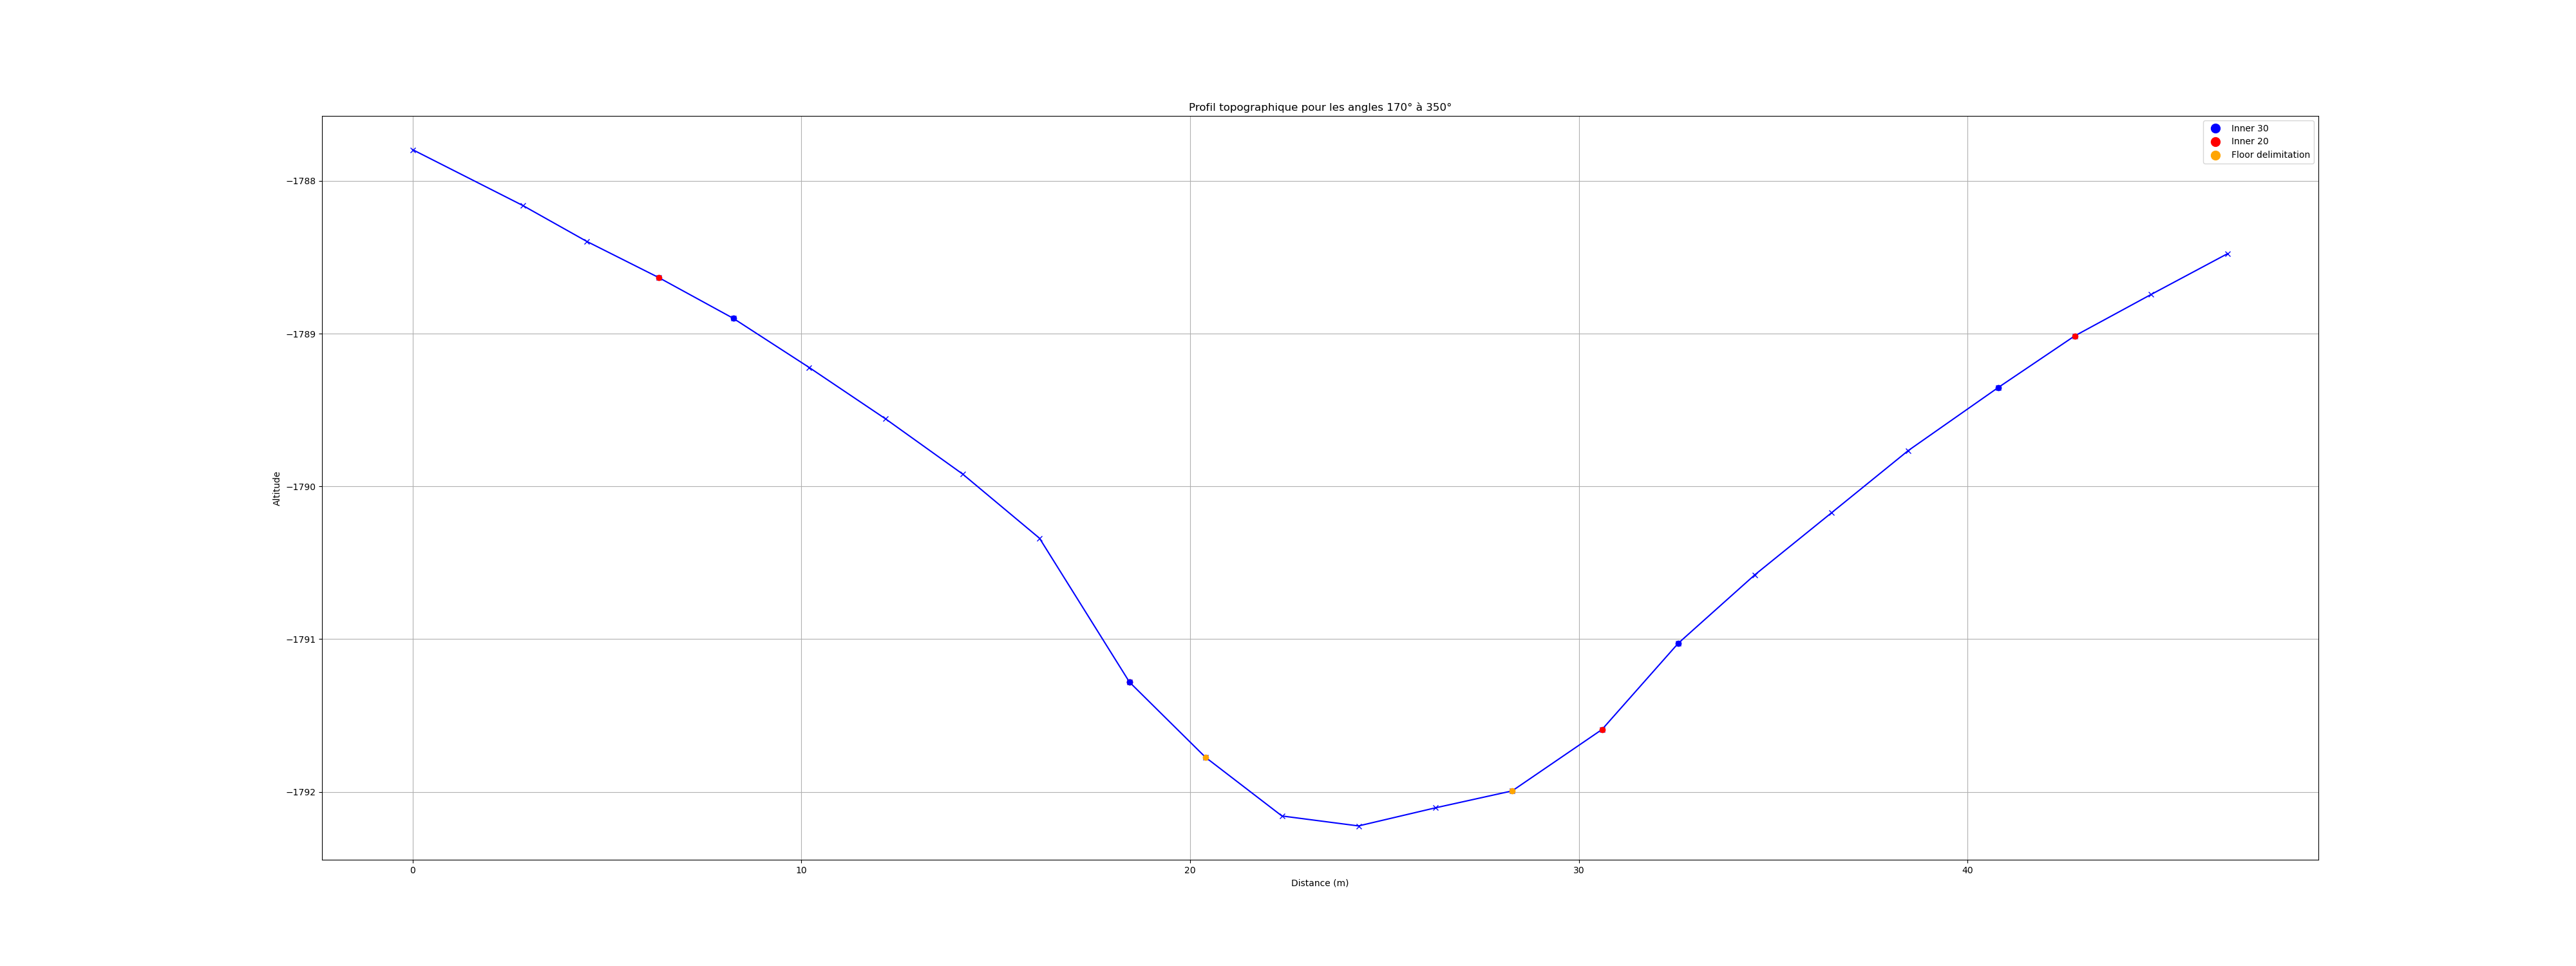 Profil topographique pour les angles 170° à 350°
Inner 30
Inner 20
Floor delimitation
Altitude
−1788
−1789
−1790
−1791
−1792
0 10 20 30 40
Distance (m)